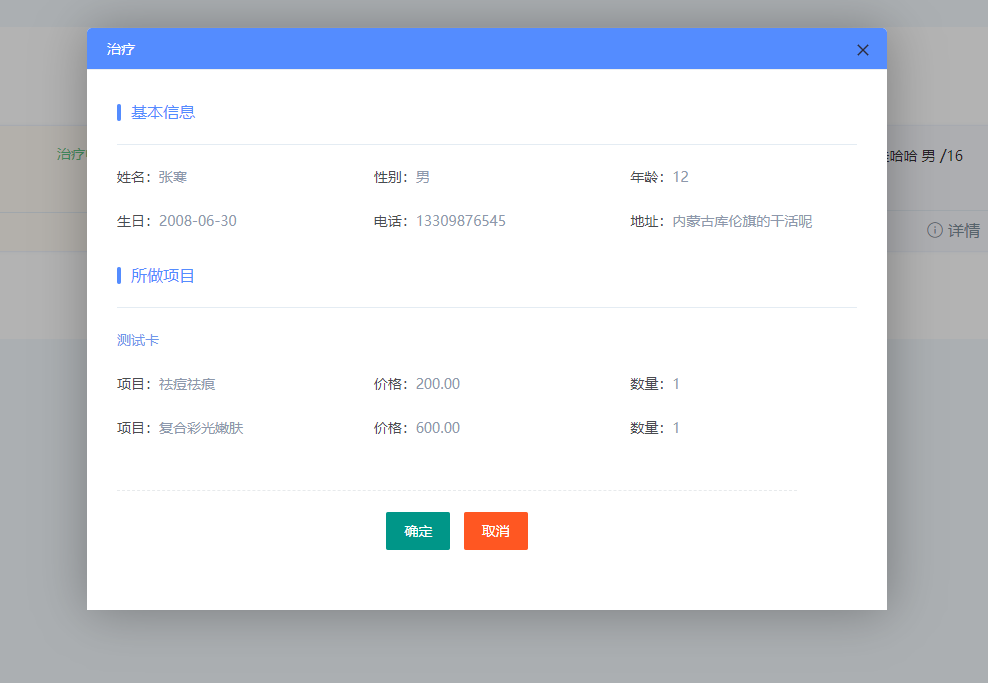 治疗
基本信息
治疗
哈哈 男 /16
姓名：张寒 性别：男 年龄：12
生日：2008-06-30 电话：13309876545 地址：内蒙古库伦旗的干活呢
详情
所做项目
测试卡
项目：祛痘祛痕 价格：200.00 数量：1
项目：复合彩光嫩肤 价格：600.00 数量：1
确定 取消